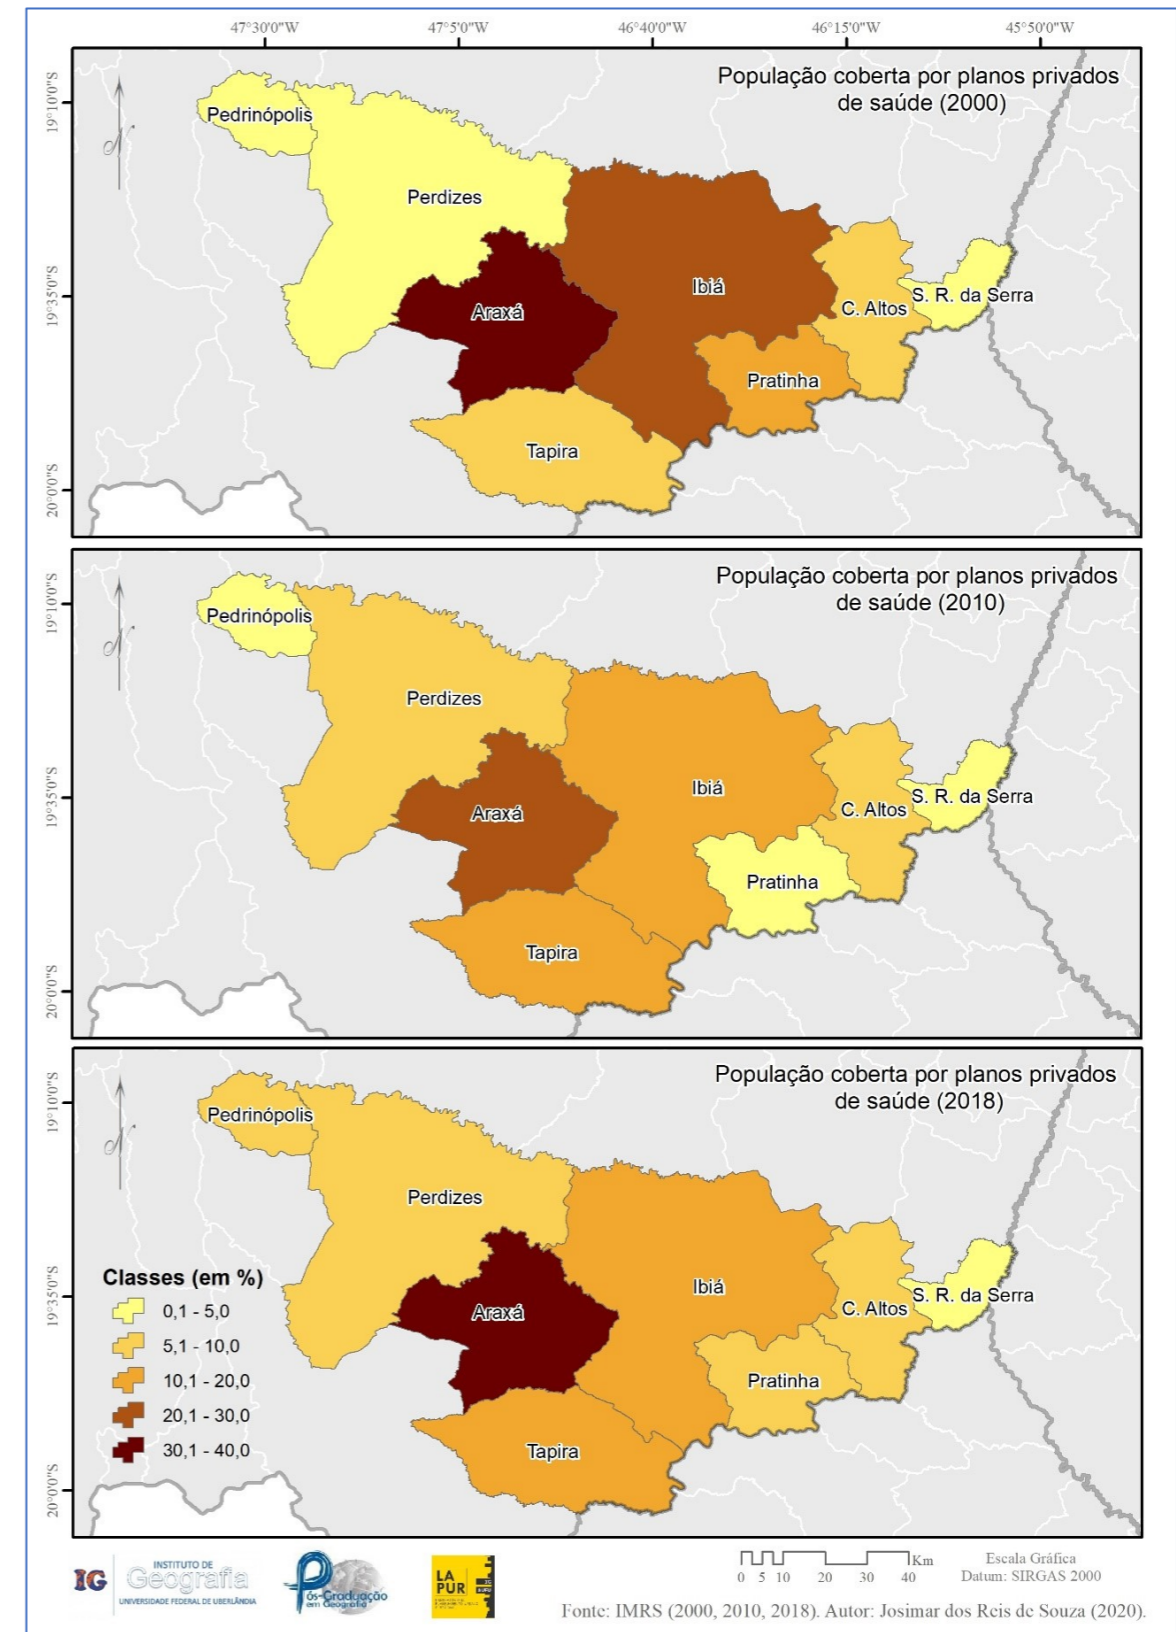 47°30'0"W 47°5'0"W 46°40'0"W 46°15'0"W 45°50'0"W
População coberta por planos privados
de saúde (2000)
19°10'0"S
Pedrinópolis
Perdizes
19°35'0"S
Ibiá
S. R. da Serra
Araxá
C. Altos
Pratinha
Tapira
20°0'0"S
População coberta por planos privados
de saúde (2010)
19°10'0"S
Pedrinópolis
Perdizes
19°35'0"S
Ibiá
S. R. da Serra
Araxá
C. Altos
Pratinha
Tapira
20°0'0"S
População coberta por planos privados
de saúde (2018)
19°10'0"S
Pedrinópolis
Perdizes
19°35'0"S
Ibiá
S. R. da Serra
Araxá
C. Altos
Pratinha
Tapira
20°0'0"S
Classes (em %)
0,1 - 5,0
5,1 - 10,0
10,1 - 20,0
20,1 - 30,0
30,1 - 40,0
IG
INSTITUTO DE
Geografia
UNIVERSIDADE FEDERAL DE UBERLÂNDIA
Pós-Graduação
em Geografia
LA
PUR
Km
0 5 10 20 30 40
Escala Gráfica
Datum: SIRGAS 2000
Fonte: IMRS (2000, 2010, 2018). Autor: Josimar dos Reis de Souza (2020).